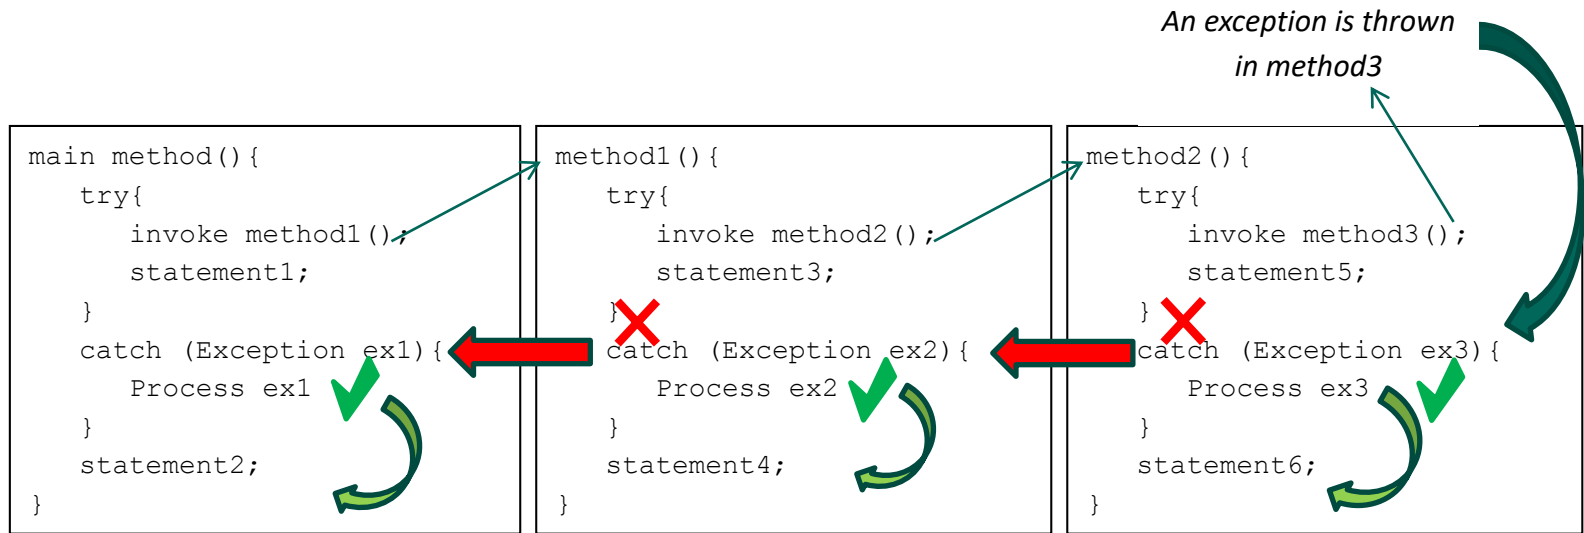 An exception is thrown
in method3
main method(){
try{
invoke method1();
statement1;
}
catch (Exception ex1){
Process ex1
}
statement2;
}
method1(){
try{
invoke method2();
statement3;
}
catch (Exception ex2){
Process ex2
}
statement4;
}
method2(){
try{
invoke method3();
statement5;
}
catch (Exception ex3){
Process ex3
}
statement6;
}